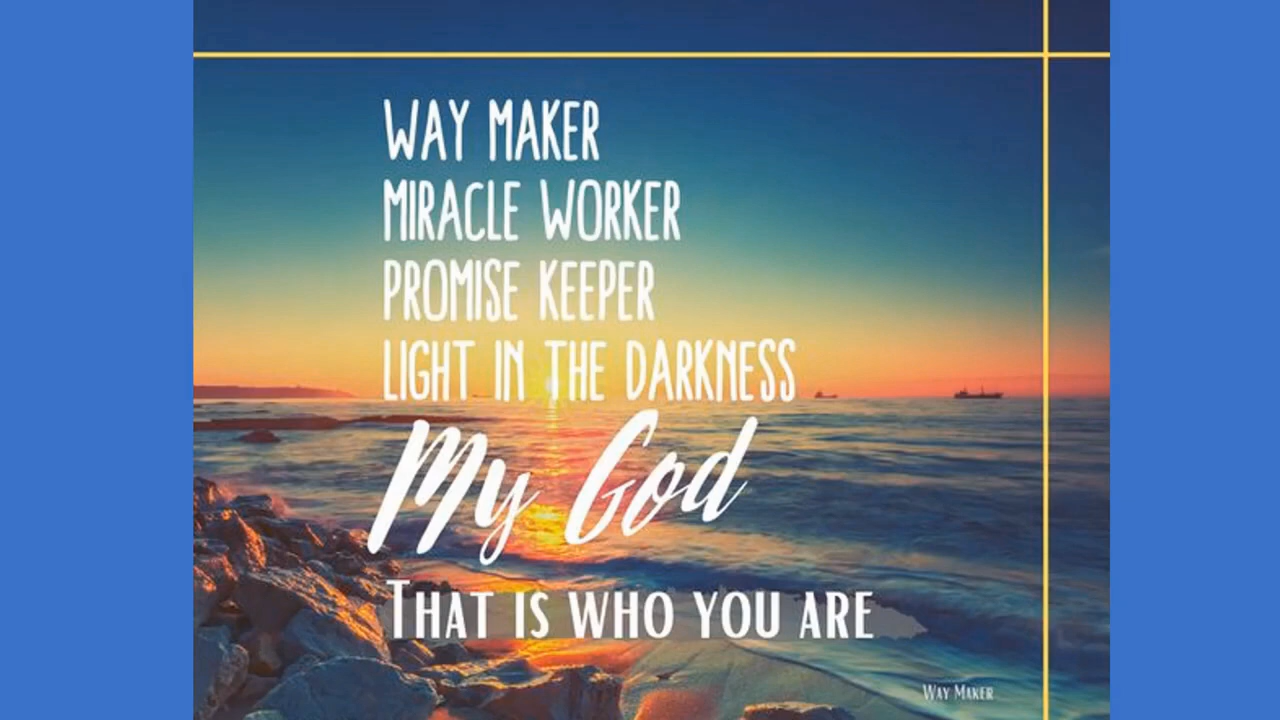 WAY MAKER
MIRACLE WORKER
PROMISE KEEPER
LIGHT IN THE DARKNESS
My God
THAT IS WHO YOU ARE
WAY MAKER